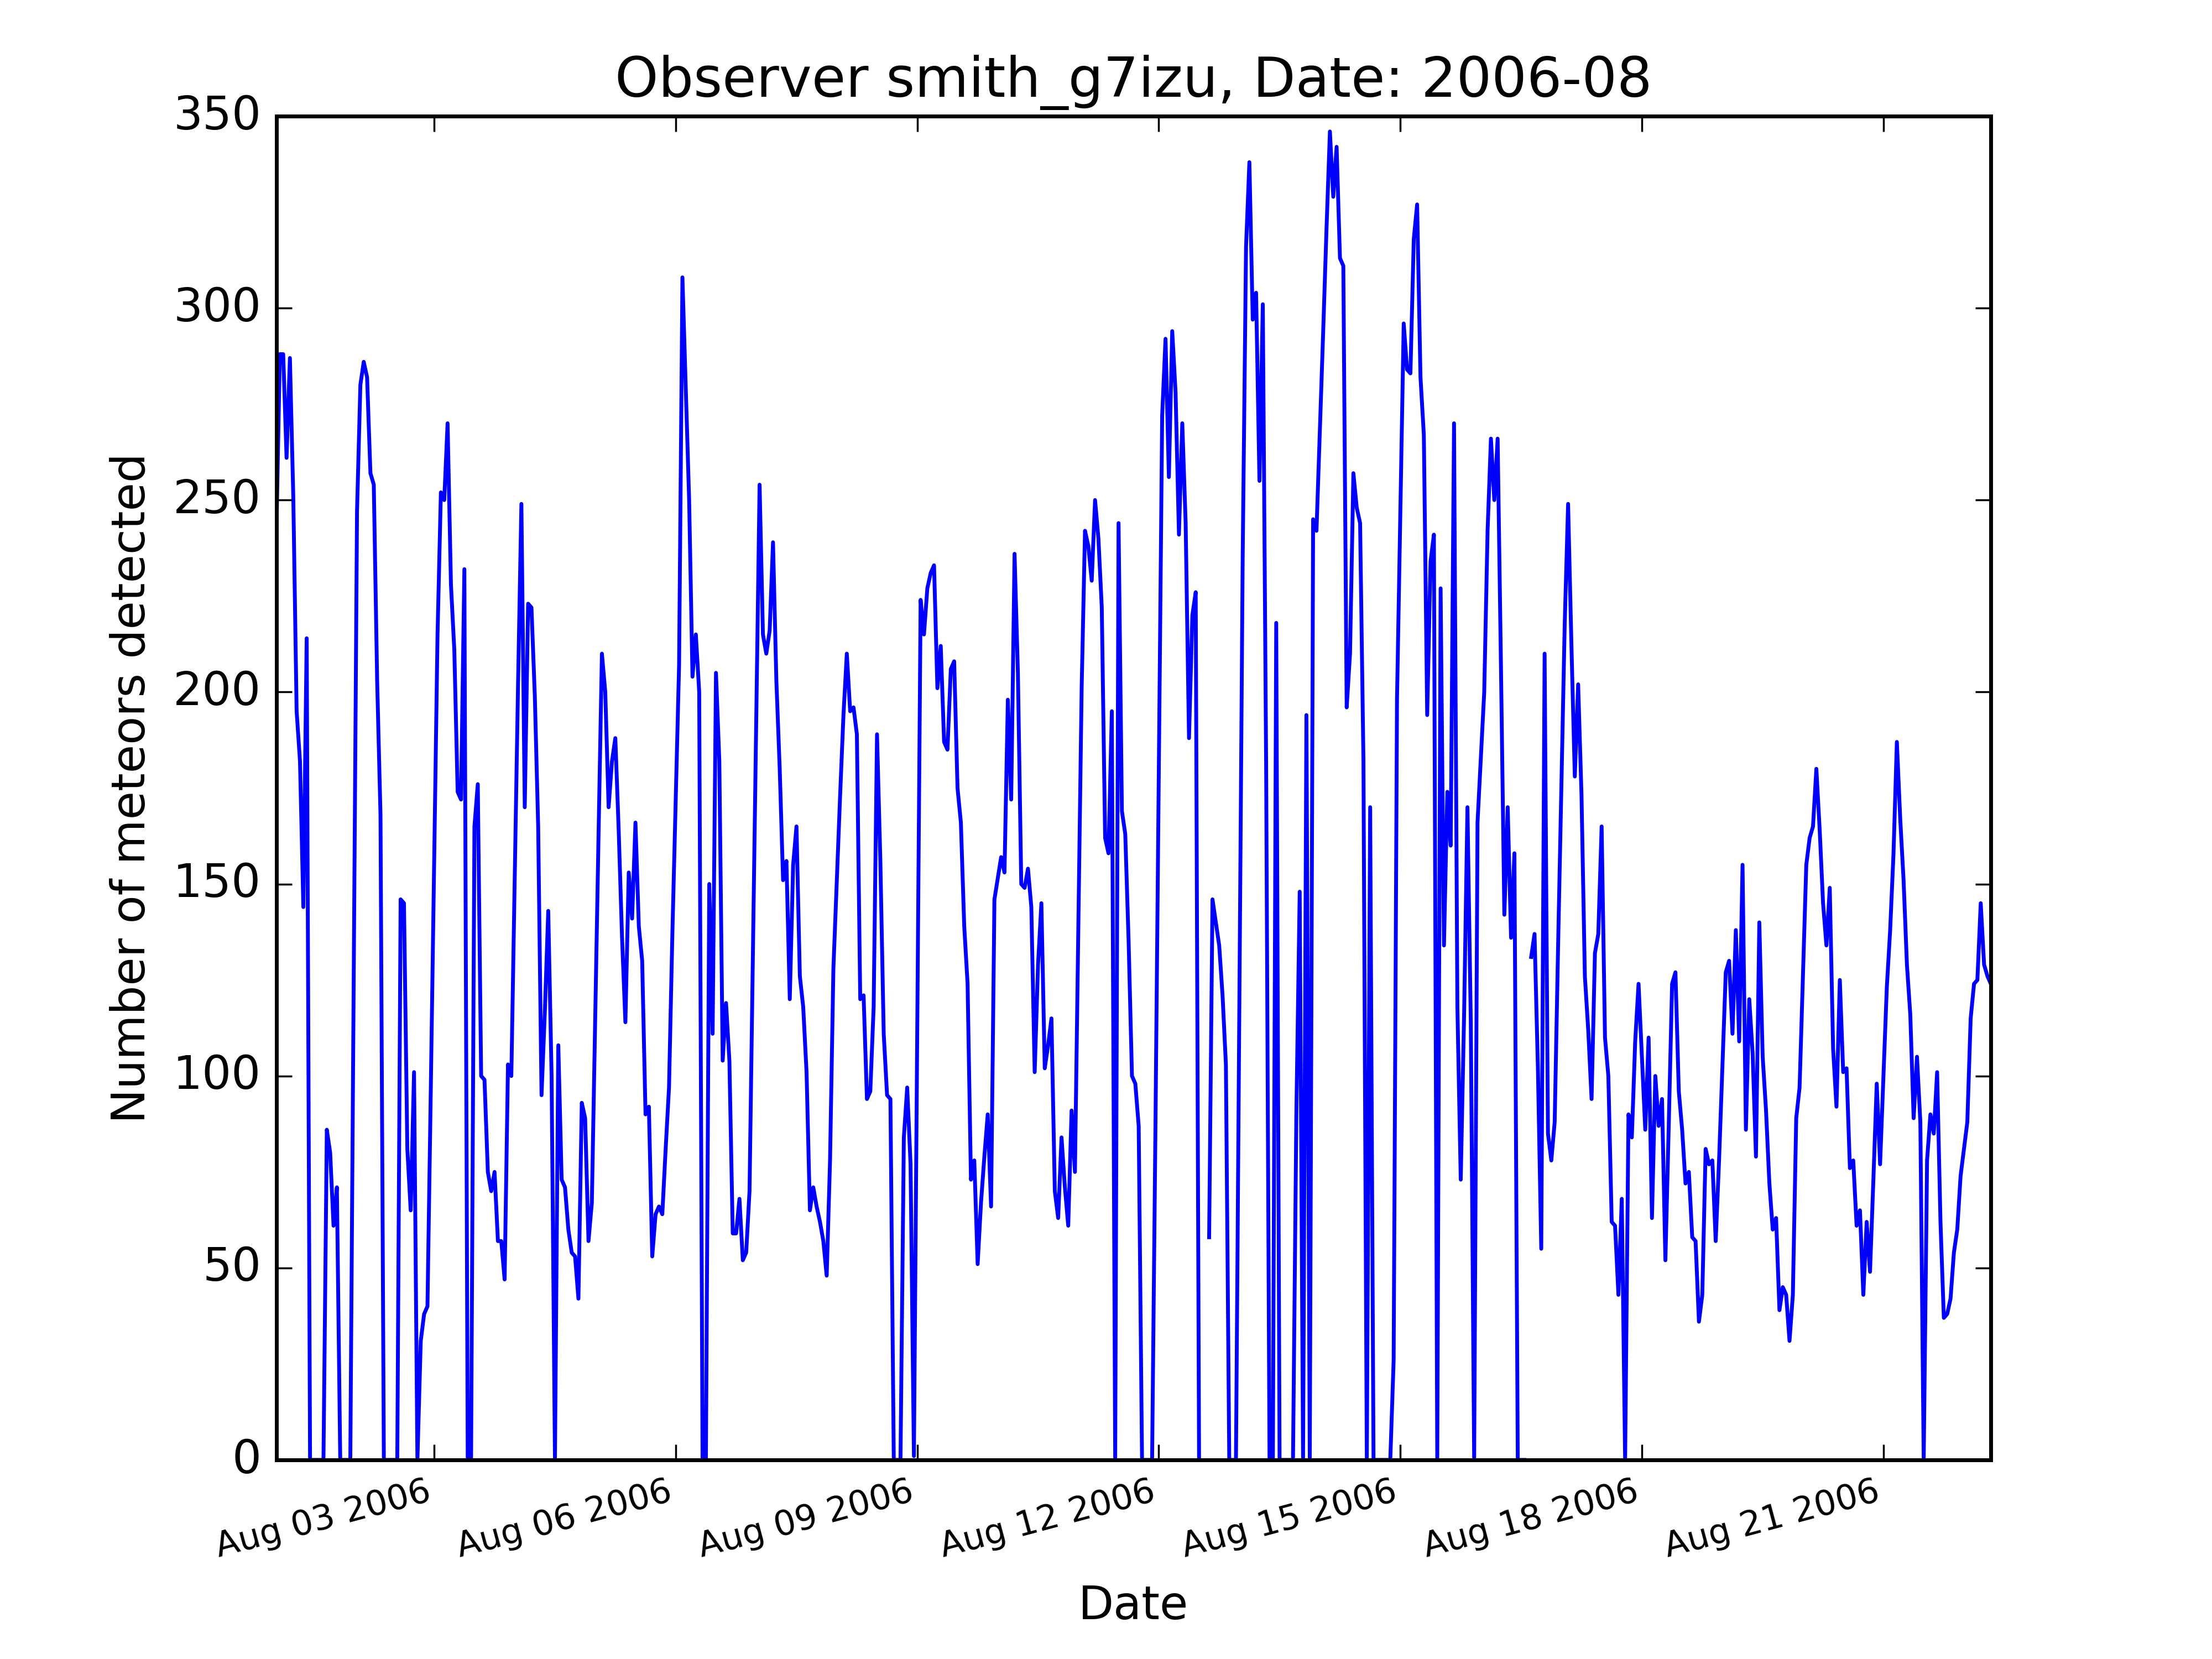 Observer smith_g7izu, Date: 2006-08
Number of meteors detected
350
300
250
200
150
100
50
0
Aug 03 2006
Aug 06 2006
Aug 09 2006
Aug 12 2006
Aug 15 2006
Aug 18 2006
Aug 21 2006
Date